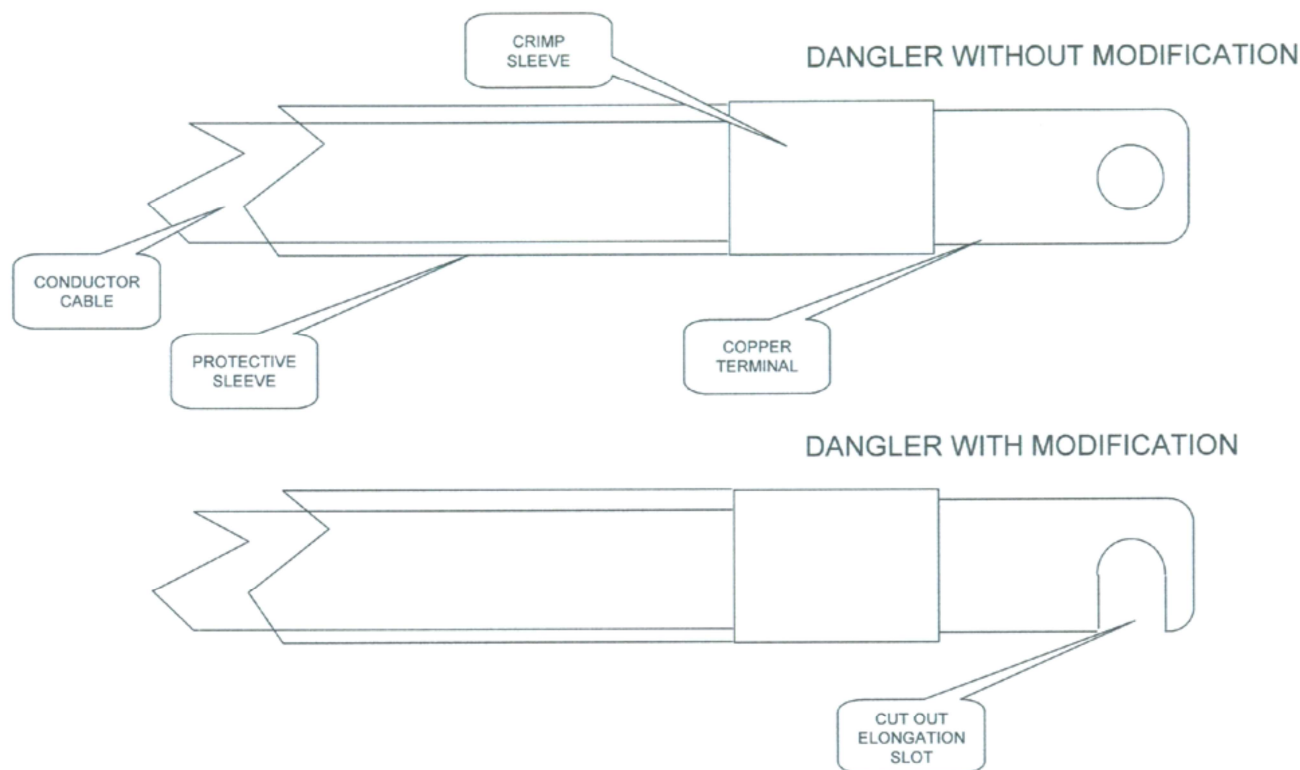 CRIMP
SLEEVE
DANGLER WITHOUT MODIFICATION
CONDUCTOR
CABLE
PROTECTIVE
SLEEVE
COPPER
TERMINAL
DANGLER WITH MODIFICATION
CUT OUT
ELONGATION
SLOT